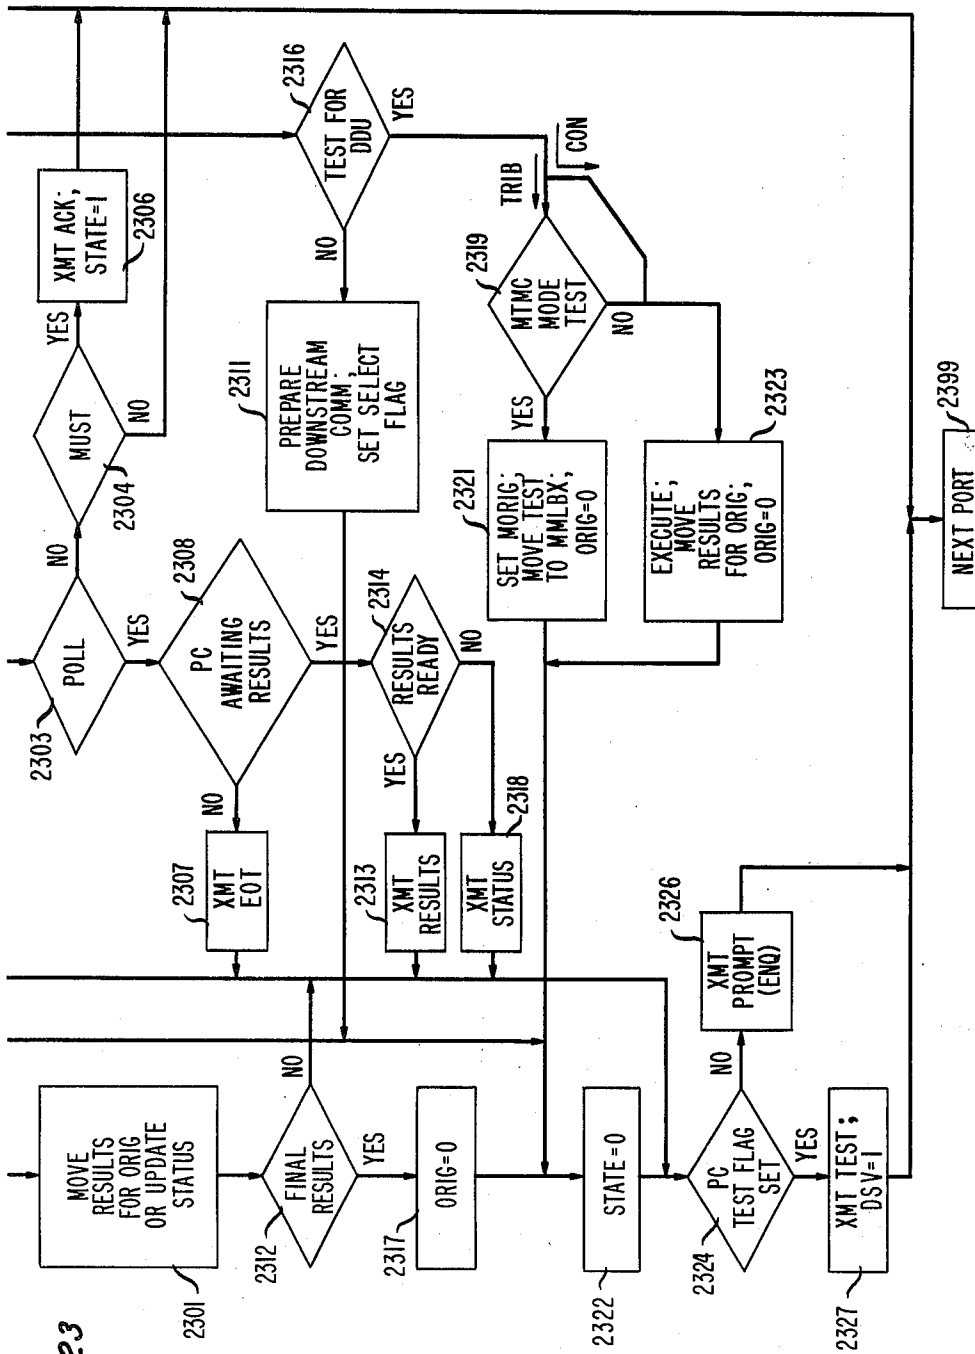 23
MOVE
RESULTS
FOR ORIG
OR UPDATE
STATUS
2301
FINAL
RESULTS
2312
NO
YES
ORIG=0
2317
STATE=0
2322
PC
TEST FLAG
SET
2324
NO
YES
XMT
PROMPT
(ENQ)
2326
XMT TEST;
DSV=1
2327
POLL
2303
NO
YES
MUST
2304
YES
NO
XMT ACK;
STATE=1
2306
PC
AWAITING
RESULTS
2308
NO
YES
XMT
EOT
2307
RESULTS
READY
2314
YES
NO
XMT
RESULTS
2313
XMT
STATUS
2318
TEST FOR
DDU
2316
NO
YES
PREPARE
DOWNSTREAM
COMM;
SET SELECT
FLAG
2311
TRIB
CON
MTMC
MODE
TEST
2319
YES
NO
SET MORIG;
MOVE TEST
TO MMLBX;
ORIG=0
2321
EXECUTE;
MOVE
RESULTS
FOR ORIG;
ORIG=0
2323
NEXT PORT
2399